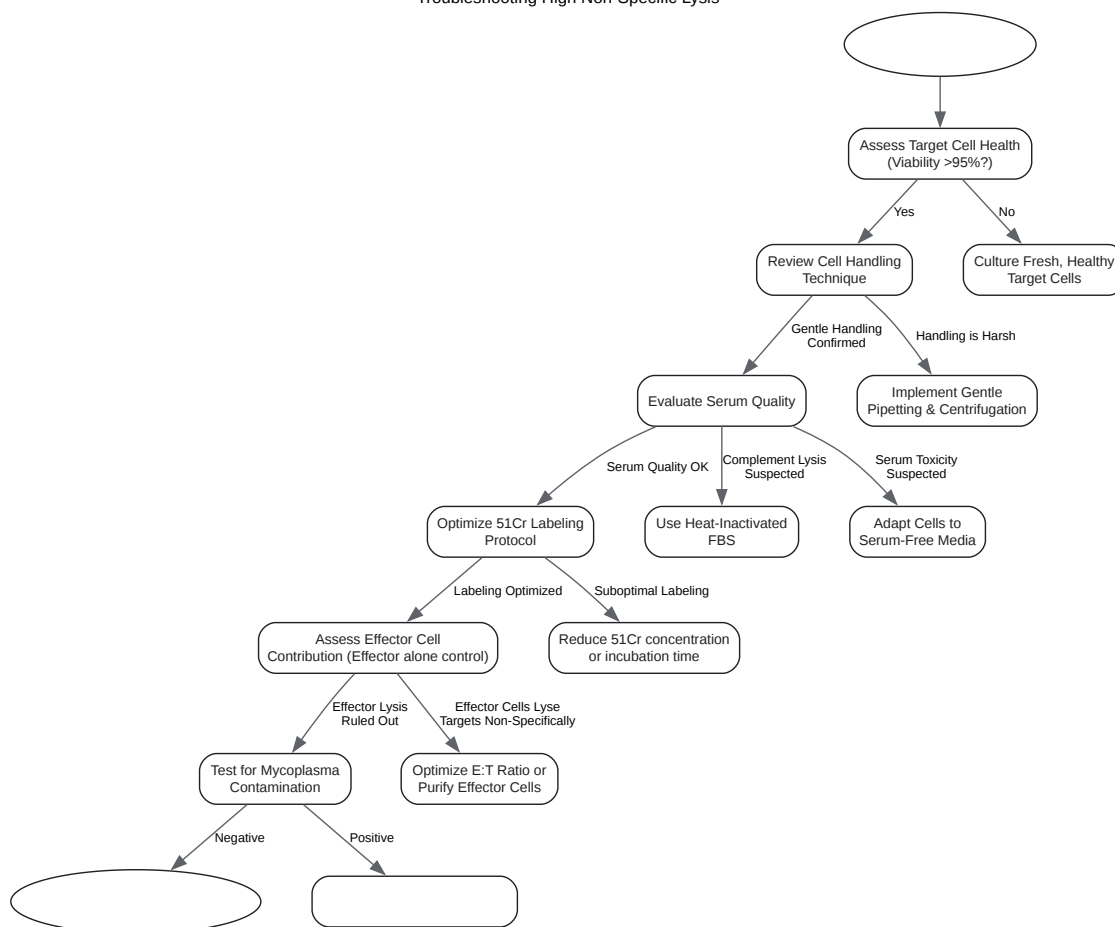 Troubleshooting High Non-Specific Lysis
Assess Target Cell Health
(Viability >95%?)
Yes
No
Review Cell Handling
Technique
Culture Fresh, Healthy
Target Cells
Gentle Handling
Confirmed
Handling is Harsh
Evaluate Serum Quality
Implement Gentle
Pipetting & Centrifugation
Serum Quality OK
Complement Lysis
Suspected
Serum Toxicity
Suspected
Optimize 51Cr Labeling
Protocol
Use Heat-Inactivated
FBS
Adapt Cells to
Serum-Free Media
Labeling Optimized
Suboptimal Labeling
Assess Effector Cell
Contribution (Effector alone control)
Reduce 51Cr concentration
or incubation time
Effector Lysis
Ruled Out
Effector Cells Lyse
Targets Non-Specifically
Test for Mycoplasma
Contamination
Optimize E:T Ratio or
Purify Effector Cells
Negative
Positive